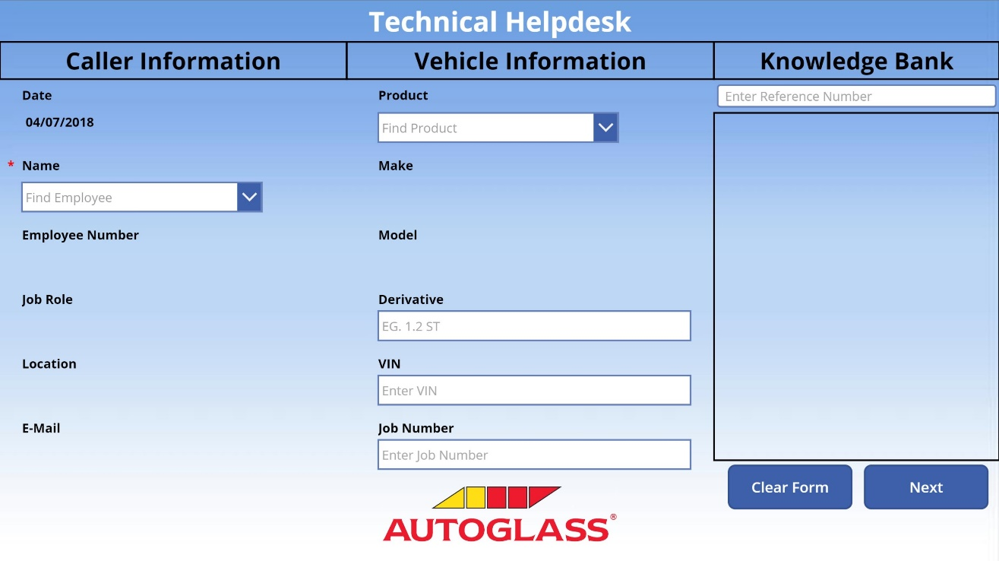 Technical Helpdesk
Caller Information
Vehicle Information
Knowledge Bank
Date
04/07/2018
* Name
Find Employee
Employee Number
Job Role
Location
E-Mail
Product
Find Product
Make
Model
Derivative
EG. 1.2 ST
VIN
Enter VIN
Job Number
Enter Job Number
Enter Reference Number
Clear Form
Next
AUTOGLASS®